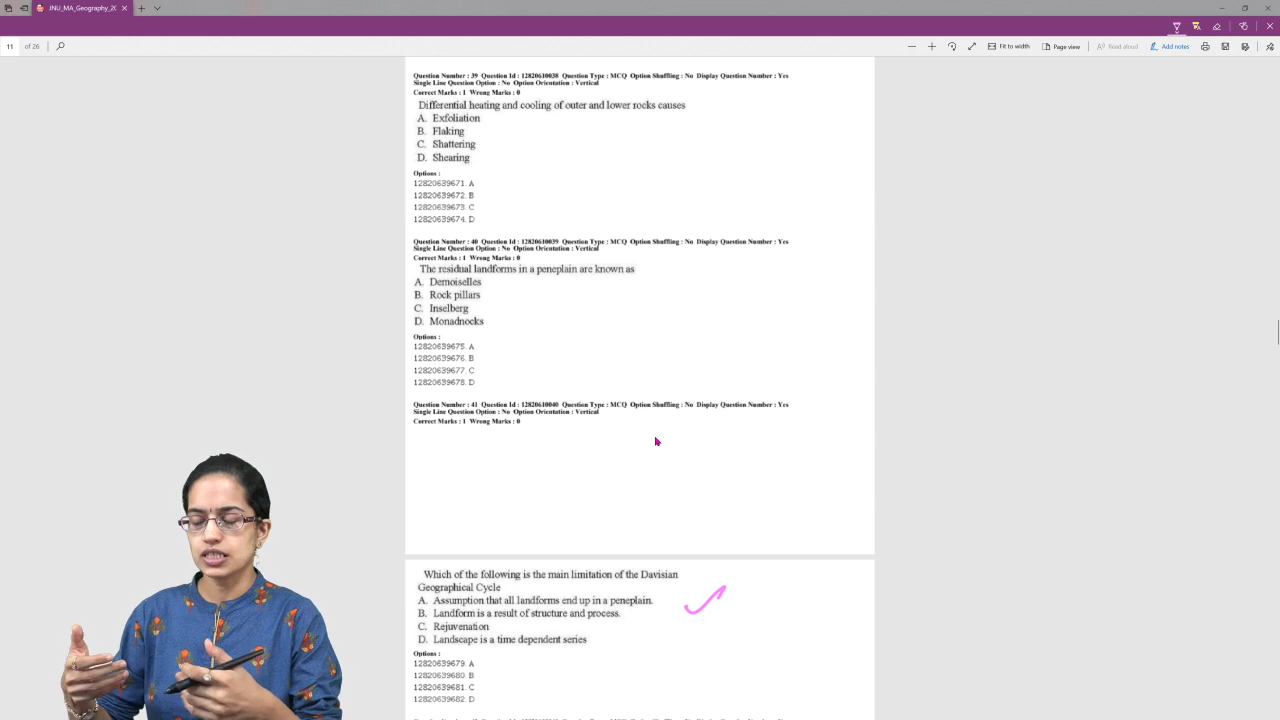 JNU_MA_Geography_2C
11 of 26
Fit to width
Page view
Read aloud
Add notes
Question Number : 39 Question Id : 12820610038 Question Type : MCQ Option Shuffling : No Display Question Number : Yes
Single Line Question Option : No Option Orientation : Vertical
Correct Marks : 1 Wrong Marks : 0
Differential heating and cooling of outer and lower rocks causes
A. Exfoliation
B. Flaking
C. Shattering
D. Shearing
Options :
12820639671. A
12820639672. B
12820639673. C
12820639674. D
Question Number : 40 Question Id : 12820610039 Question Type : MCQ Option Shuffling : No Display Question Number : Yes
Single Line Question Option : No Option Orientation : Vertical
Correct Marks : 1 Wrong Marks : 0
The residual landforms in a peneplain are known as
A. Demoiselles
B. Rock pillars
C. Inselberg
D. Monadnocks
Options :
12820639675. A
12820639676. B
12820639677. C
12820639678. D
Question Number : 41 Question Id : 12820610040 Question Type : MCQ Option Shuffling : No Display Question Number : Yes
Single Line Question Option : No Option Orientation : Vertical
Correct Marks : 1 Wrong Marks : 0
Which of the following is the main limitation of the Davisian
Geographical Cycle
A. Assumption that all landforms end up in a peneplain.
B. Landform is a result of structure and process.
C. Rejuvenation
D. Landscape is a time dependent series
Options :
12820639679. A
12820639680. B
12820639681. C
12820639682. D